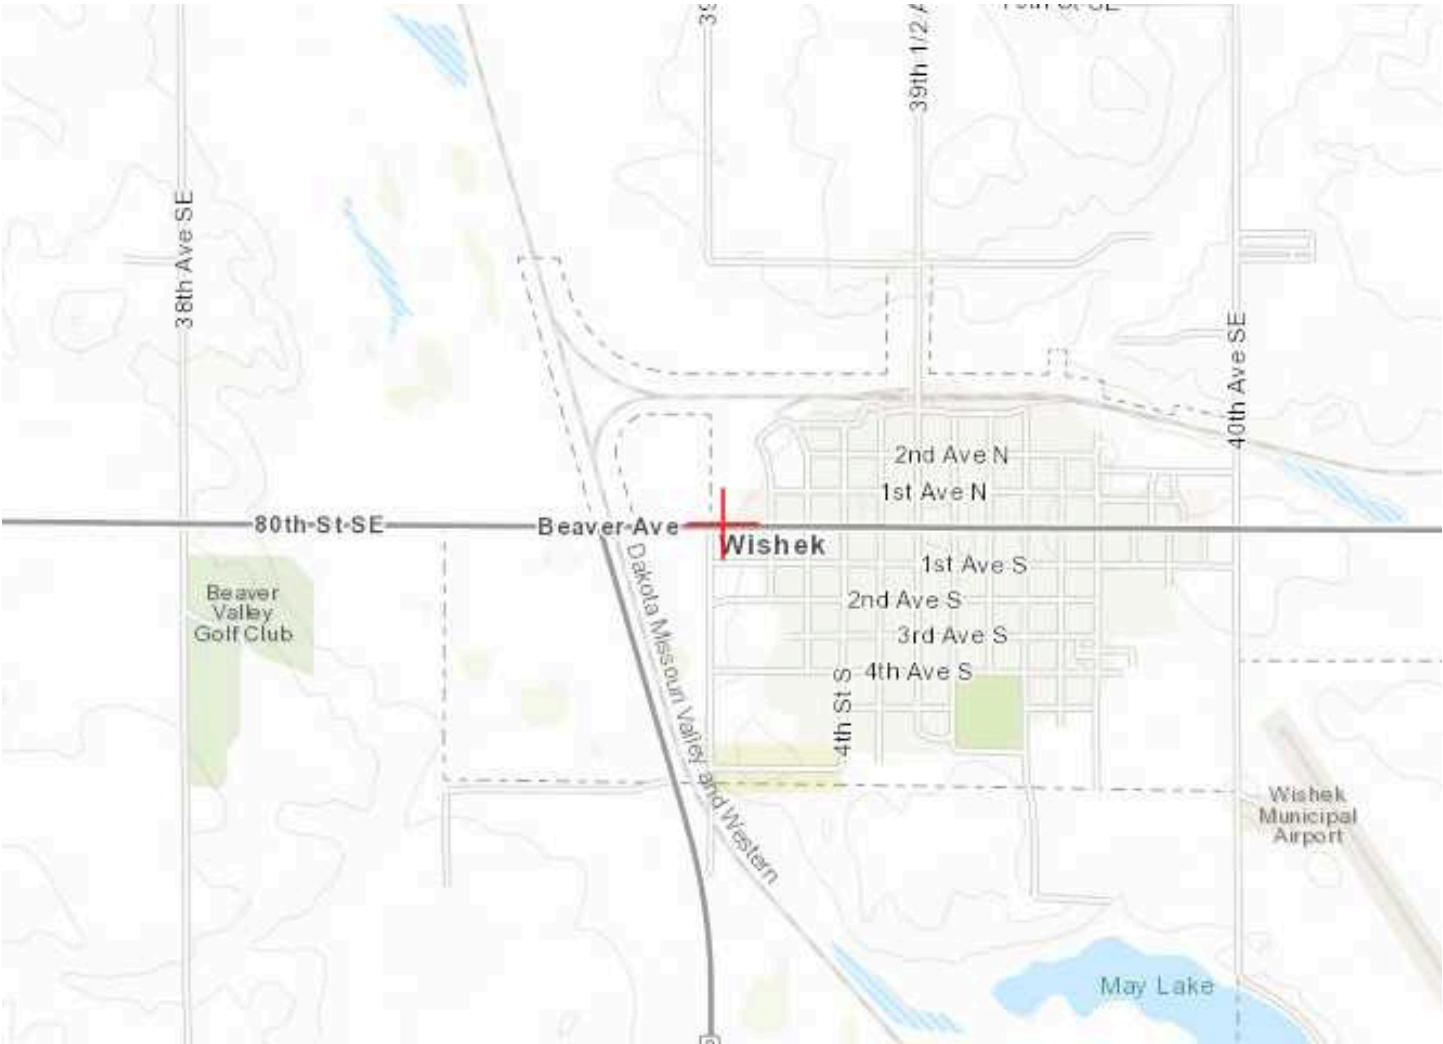 39th 1/2 A
38th Ave SE
40th Ave SE
2nd Ave N
1st Ave N
80th St SE
Beaver Ave
Wishek
1st Ave S
2nd Ave S
3rd Ave S
4th Ave S
4th St S
Beaver
Valley
Golf Club
Dakota Missouri Valley and Western
Wishek
Municipal
Airport
May Lake